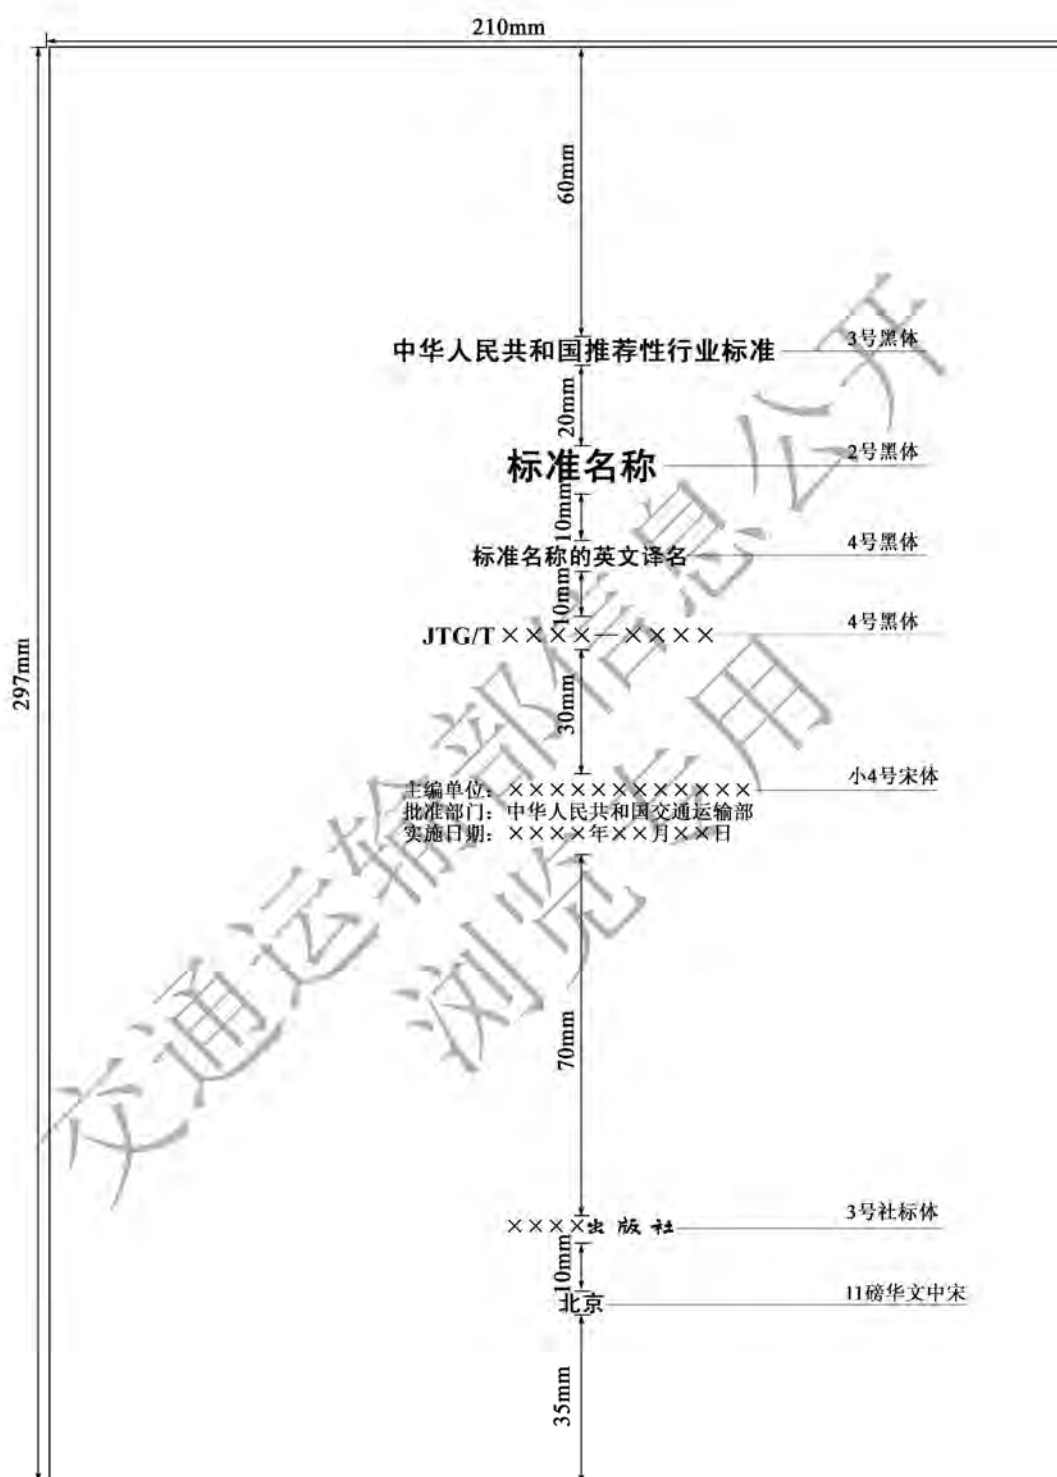 210mm
60mm
中华人民共和国推荐性行业标准
3号黑体
20mm
标准名称
2号黑体
10mm
标准名称的英文译名
4号黑体
10mm
JTG/T××××—××××
4号黑体
297mm
30mm
主编单位：××××××××××××
小4号宋体
批准部门：中华人民共和国交通运输部
实施日期：××××年××月××日
70mm
××××出版社
3号社标体
10mm
北京
11磅华文中宋
35mm
交通运输部信息公开
浏览专用